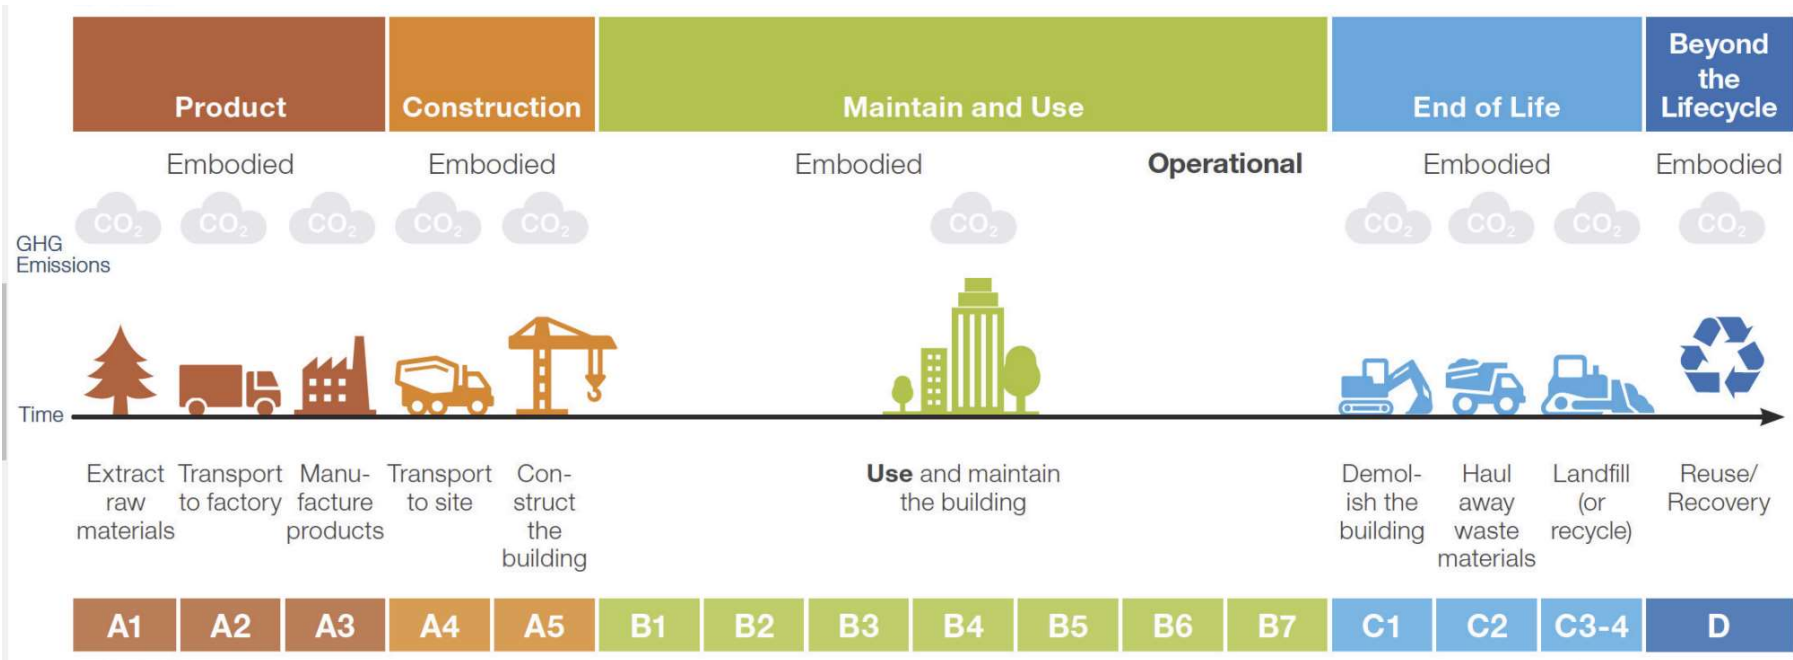 Product
Construction
Maintain and Use
End of Life
Beyond
the
Lifecycle
Embodied
Embodied
Embodied
Operational
Embodied
Embodied
GHG
Emissions
CO2
CO2
CO2
CO2
CO2
CO2
CO2
CO2
CO2
CO2
Time
Extract
raw
materials
Transport
to factory
Manu-
facture
products
Transport
to site
Con-
struct
the
building
Use and maintain
the building
Demol-
ish the
building
Haul
away
waste
materials
Landfill
(or
recycle)
Reuse/
Recovery
A1
A2
A3
A4
A5
B1
B2
B3
B4
B5
B6
B7
C1
C2
C3-4
D